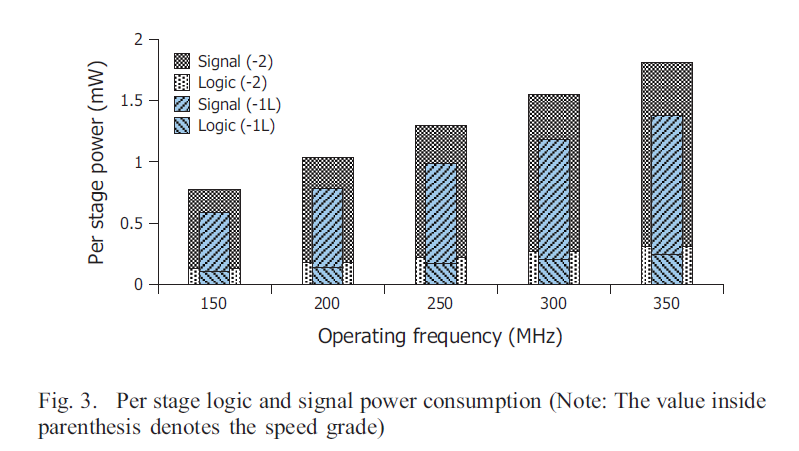 2
Signal (-2)
Logic (-2)
1.5
Signal (-1L)
Logic (-1L)
1
0.5
0
Per stage power (mW)
150 200 250 300 350
Operating frequency (MHz)
Fig. 3. Per stage logic and signal power consumption (Note: The value inside
parenthesis denotes the speed grade)